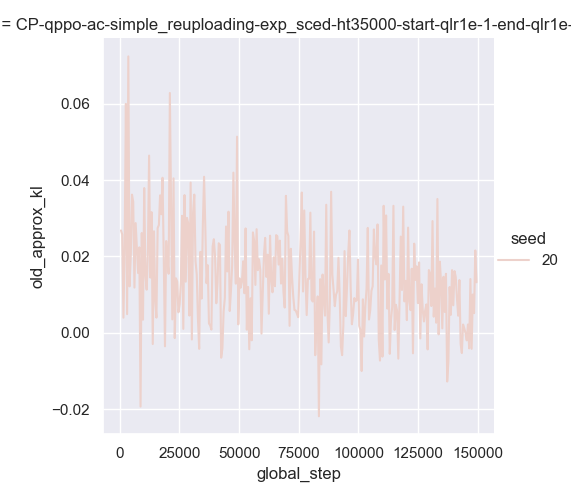 = CP-qppo-ac-simple_reuploading-exp_sced-ht35000-start-qlr1e-1-end-qlr1e-
old_approx_kl
0.06
0.04
0.02
0.00
−0.02
0 25000 50000 75000 100000 125000 150000
global_step
seed
20